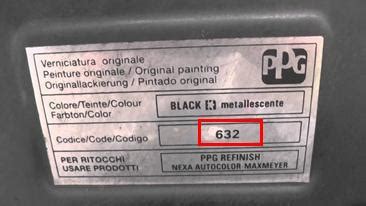 Verniciatura originale
Peinture originale / Original painting
Originallackierung / Pintado original
PPG
Colore/Teinte/Colour
Farbton/Color
BLACK metallescente
Codice/Code/Codigo
632
PER RITOCCHI
USARE PRODOTTI
PPG REFINISH
NEXA AUTOCOLOR-MAXMEYER